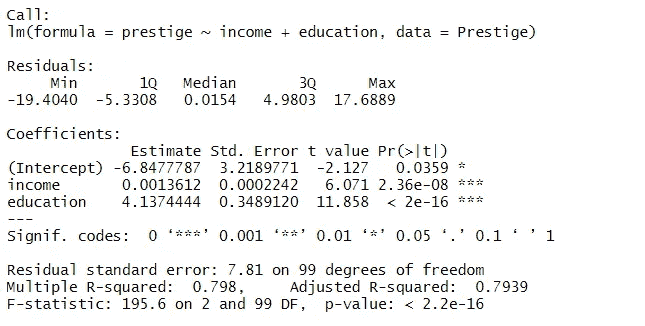 Call:
lm(formula = prestige ~ income + education, data = Prestige)
Residuals:
     Min       1Q   Median       3Q      Max
-19.4040  -5.3308   0.0154   4.9803  17.6889
Coefficients:
              Estimate Std. Error t value Pr(>|t|)
(Intercept) -6.8477787  3.2189771  -2.127   0.0359 *
income       0.0013612  0.0002242   6.071 2.36e-08 ***
education    4.1374444  0.3489120  11.858  < 2e-16 ***
---
Signif. codes:  0 ‘***’ 0.001 ‘**’ 0.01 ‘*’ 0.05 ‘.’ 0.1 ‘ ’ 1
Residual standard error: 7.81 on 99 degrees of freedom
Multiple R-squared:  0.798,     Adjusted R-squared:  0.7939
F-statistic: 195.6 on 2 and 99 DF,  p-value: < 2.2e-16